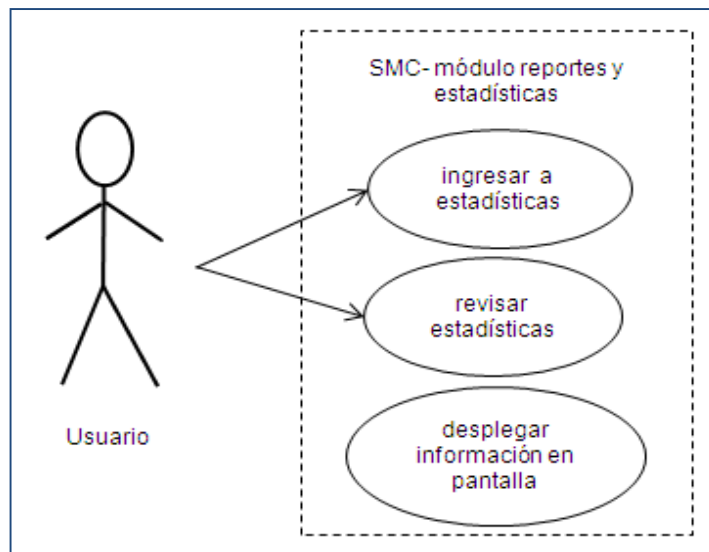 SMC- módulo reportes y
estadísticas
ingresar a
estadísticas
revisar
estadísticas
desplegar
información en
pantalla
Usuario